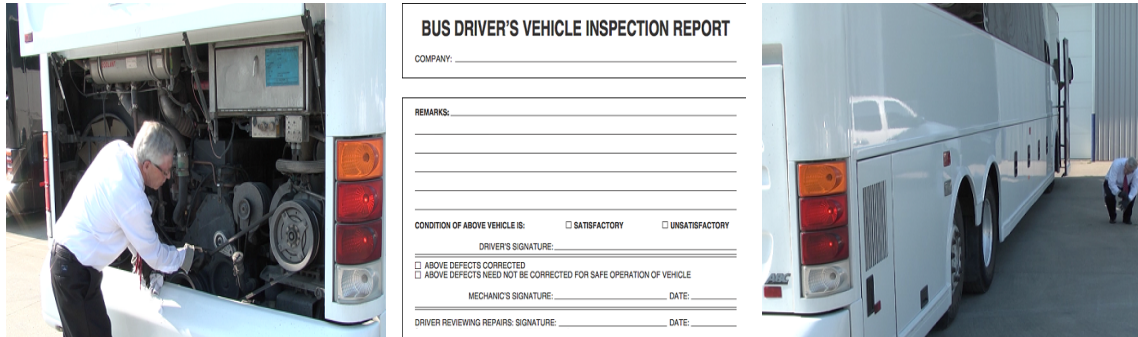 BUS DRIVER'S VEHICLE INSPECTION REPORT
COMPANY:
REMARKS:
CONDITION OF ABOVE VEHICLE IS: ☐ SATISFACTORY ☐ UNSATISFACTORY
DRIVER'S SIGNATURE:
☐ ABOVE DEFECTS CORRECTED
☐ ABOVE DEFECTS NEED NOT BE CORRECTED FOR SAFE OPERATION OF VEHICLE
MECHANIC'S SIGNATURE: DATE:
DRIVER REVIEWING REPAIRS: SIGNATURE: DATE:
ABC